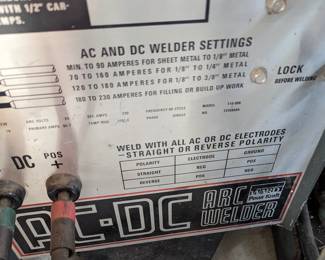 WITH 1/2" CAR-
AMPS.
AC AND DC WELDER SETTINGS
MIN. TO 90 AMPERES FOR SHEET METAL TO 1/8" METAL
70 TO 160 AMPERES FOR 1/8" TO 1/4" METAL
120 TO 180 AMPERES FOR 1/8" TO 3/8" METAL
180 TO 230 AMPERES FOR FILLING OR BUILD UP WORK
LOCK
BEFORE WELDING
WELD WITH ALL AC OR DC ELECTRODES
-STRAIGHT OR REVERSE POLARITY
POLARITY ELECTRODE GROUND
STRAIGHT NEG POS
REVERSE POS NEG
DC POS
+
AC·DC ARC
WELDER